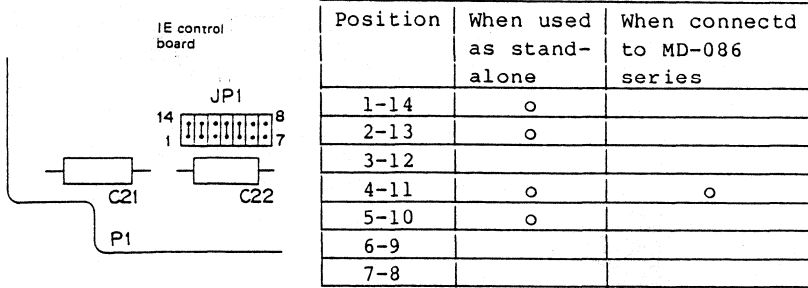 IE control
board
JP1
14 8
1 7
C21 C22
P1
Position When used as stand-alone When connectd to MD-086 series
1-14 o
2-13 o
3-12
4-11 o o
5-10 o
6-9
7-8